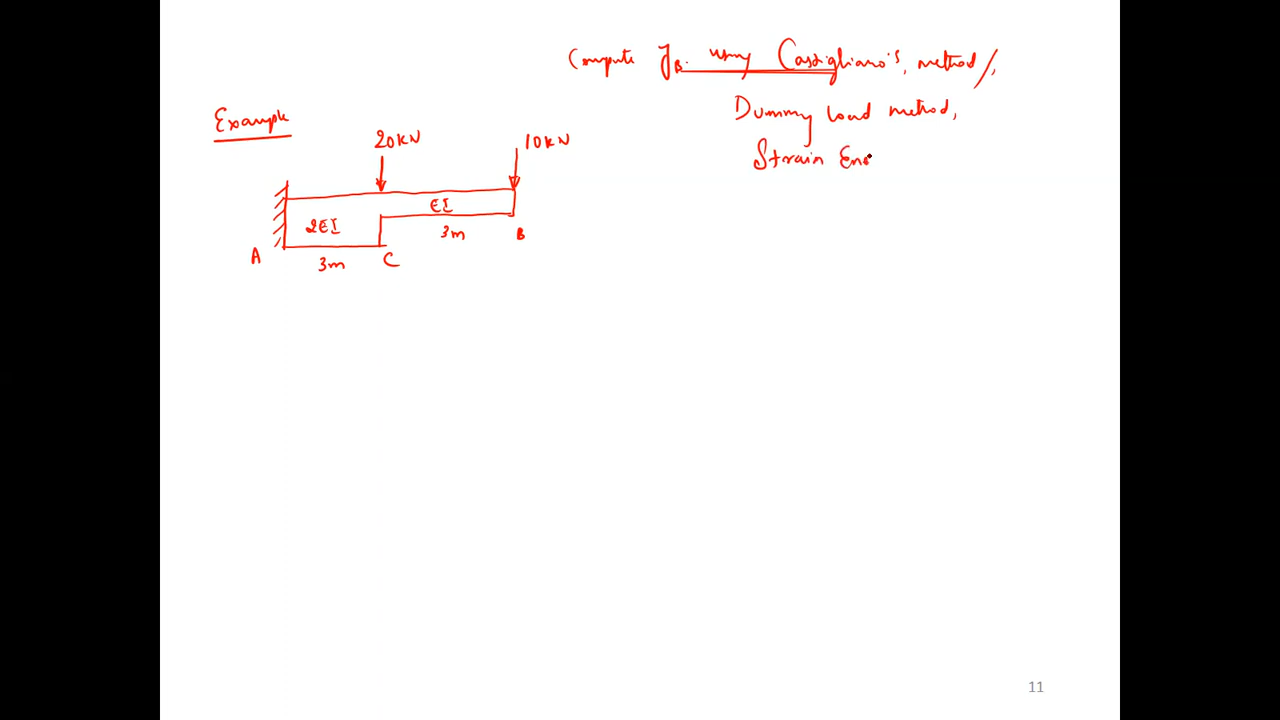 Compute yB. using Castigliano's, method/,
Dummy load method,
Strain Ene
Example
20KN
10KN
EI
2EI
3m
B
A
3m
C
11